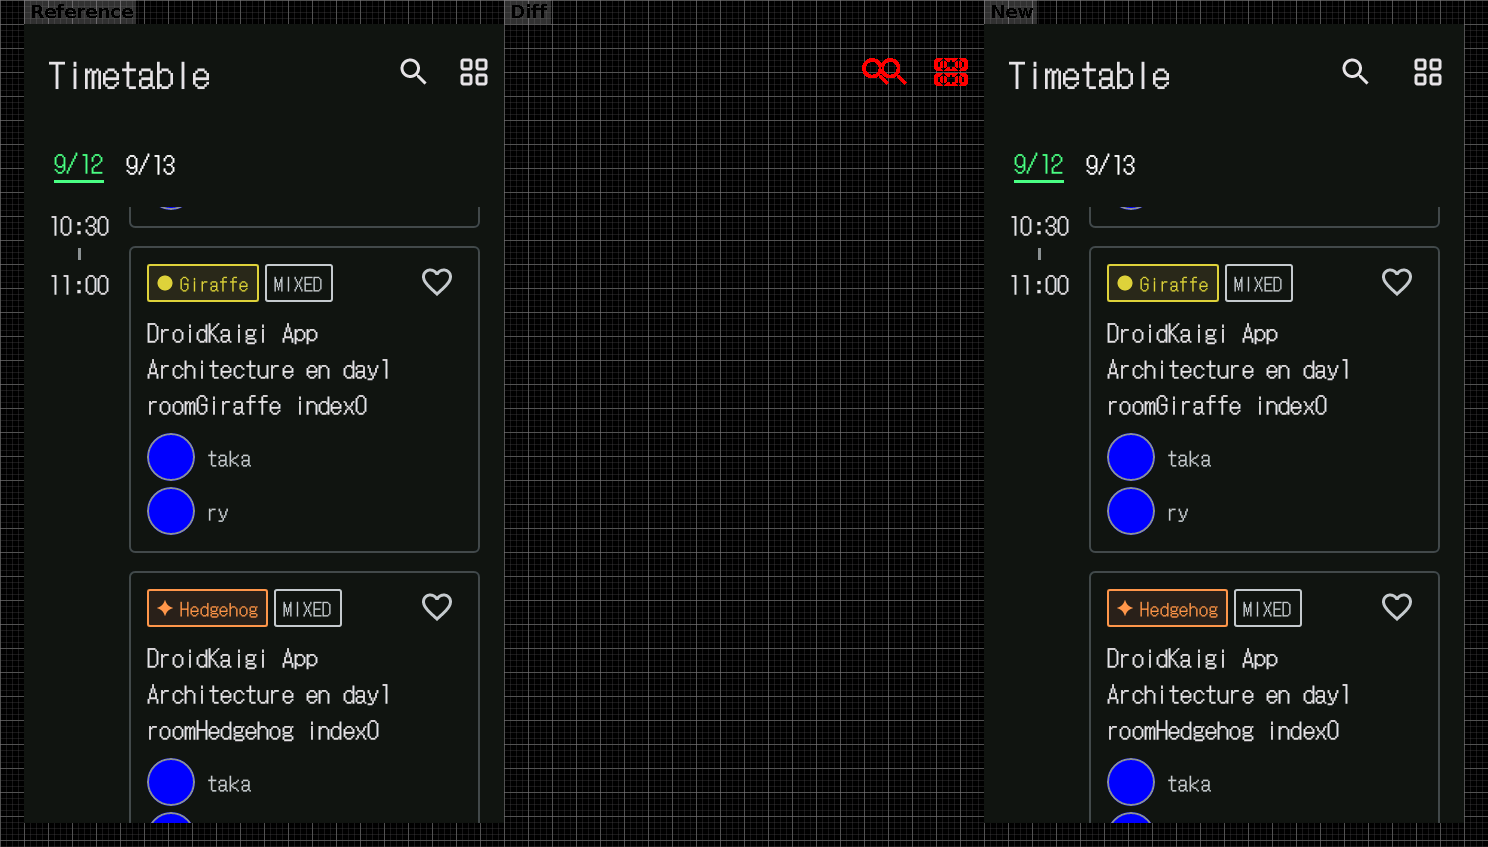 Reference
Diff
New
Timetable
9/12 9/13
10:30
11:00
Giraffe MIXED
DroidKaigi App
Architecture en day1
roomGiraffe index0
taka
ry
Hedgehog MIXED
DroidKaigi App
Architecture en day1
roomHedgehog index0
taka
Timetable
9/12 9/13
10:30
11:00
Giraffe MIXED
DroidKaigi App
Architecture en day1
roomGiraffe index0
taka
ry
Hedgehog MIXED
DroidKaigi App
Architecture en day1
roomHedgehog index0
taka